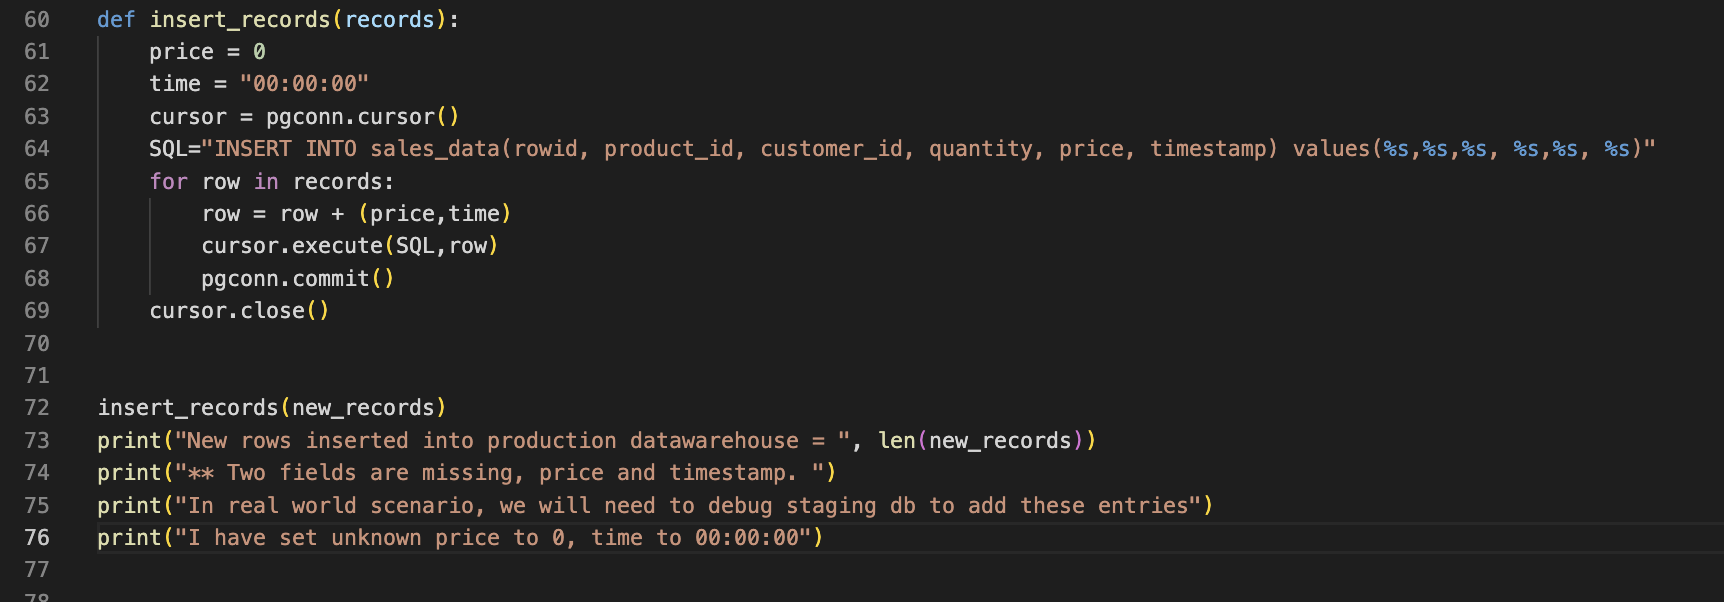 60 def insert_records(records):
61     price = 0
62     time = "00:00:00"
63     cursor = pgconn.cursor()
64     SQL="INSERT INTO sales_data(rowid, product_id, customer_id, quantity, price, timestamp) values(%s,%s,%s, %s,%s, %s)"
65     for row in records:
66         row = row + (price,time)
67         cursor.execute(SQL,row)
68         pgconn.commit()
69     cursor.close()
70
71
72 insert_records(new_records)
73 print("New rows inserted into production datawarehouse = ", len(new_records))
74 print("** Two fields are missing, price and timestamp. ")
75 print("In real world scenario, we will need to debug staging db to add these entries")
76 print("I have set unknown price to 0, time to 00:00:00")
77
78